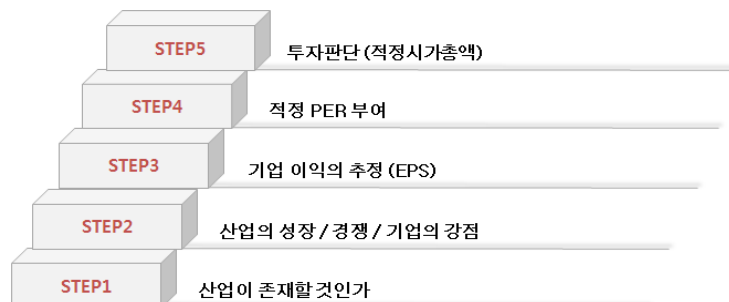 STEP5 투자판단 (적정시가총액)
STEP4 적정 PER 부여
STEP3 기업 이익의 추정 (EPS)
STEP2 산업의 성장 / 경쟁 / 기업의 강점
STEP1 산업이 존재할것인가